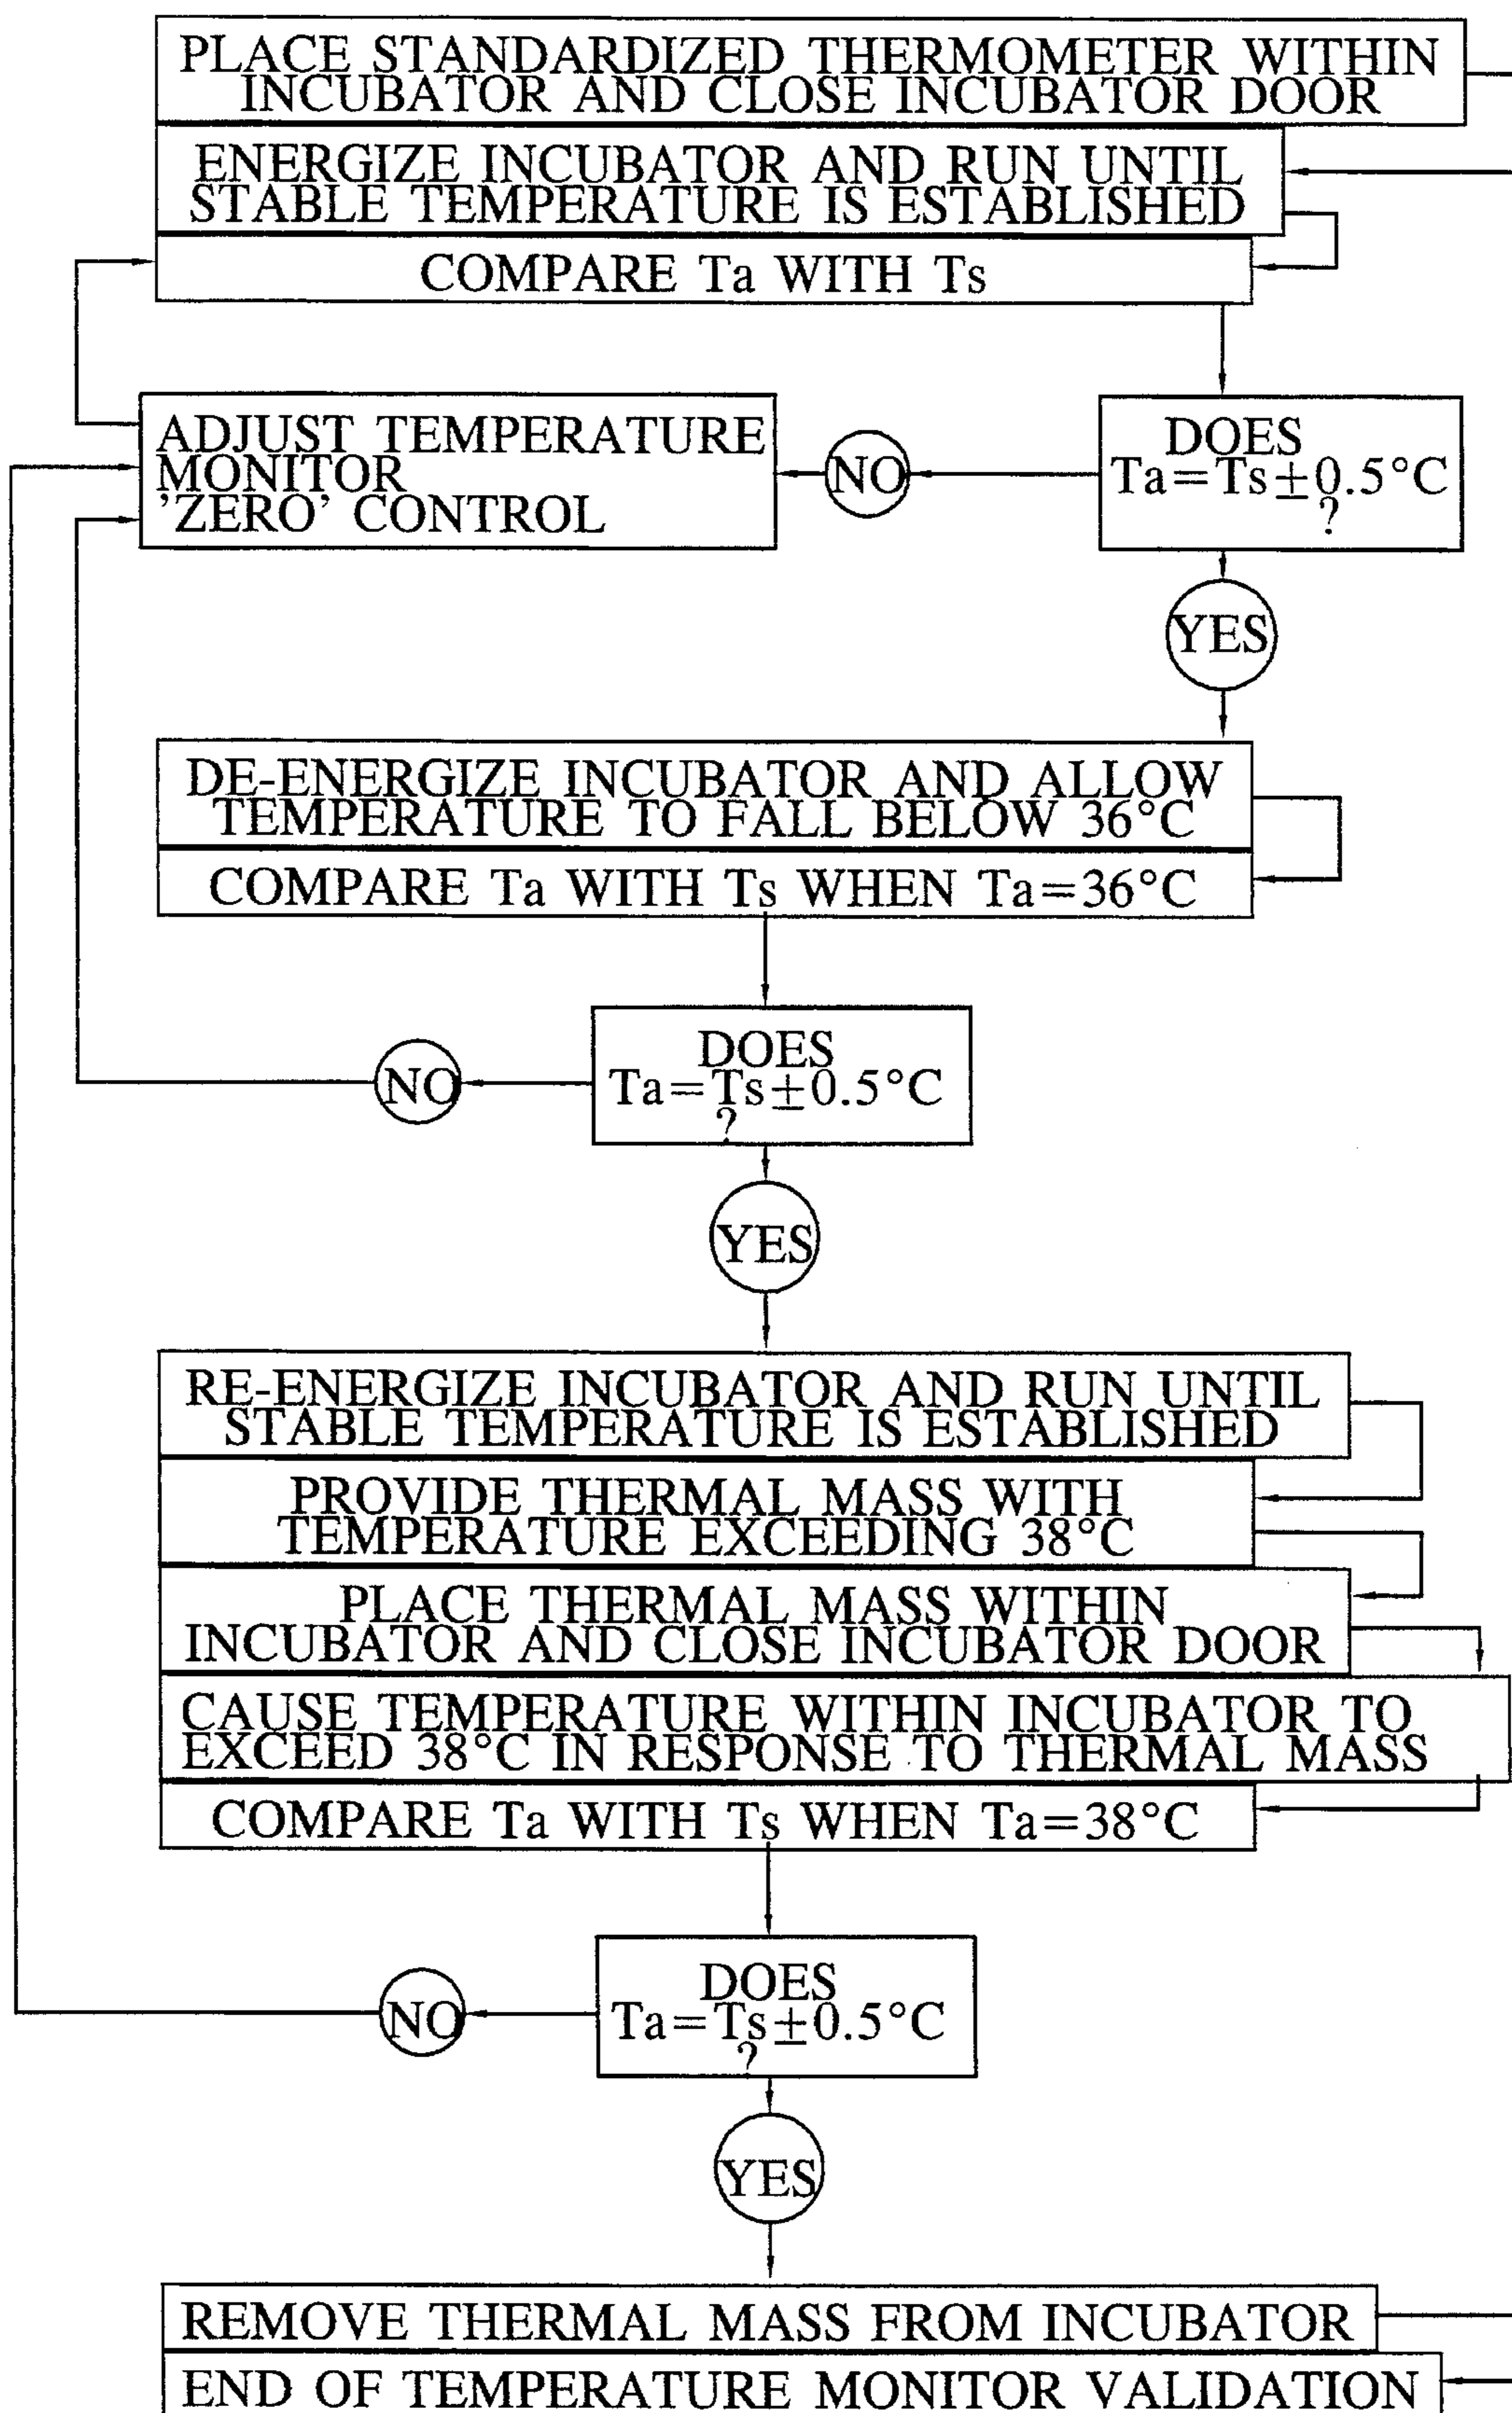 PLACE STANDARDIZED THERMOMETER WITHIN
INCUBATOR AND CLOSE INCUBATOR DOOR
ENERGIZE INCUBATOR AND RUN UNTIL
STABLE TEMPERATURE IS ESTABLISHED
COMPARE Ta WITH Ts
ADJUST TEMPERATURE
MONITOR
'ZERO' CONTROL
NO
DOES
Ta=Ts±0.5°C
?
YES
DE-ENERGIZE INCUBATOR AND ALLOW
TEMPERATURE TO FALL BELOW 36°C
COMPARE Ta WITH Ts WHEN Ta=36°C
NO
DOES
Ta=Ts±0.5°C
?
YES
RE-ENERGIZE INCUBATOR AND RUN UNTIL
STABLE TEMPERATURE IS ESTABLISHED
PROVIDE THERMAL MASS WITH
TEMPERATURE EXCEEDING 38°C
PLACE THERMAL MASS WITHIN
INCUBATOR AND CLOSE INCUBATOR DOOR
CAUSE TEMPERATURE WITHIN INCUBATOR TO
EXCEED 38°C IN RESPONSE TO THERMAL MASS
COMPARE Ta WITH Ts WHEN Ta=38°C
NO
DOES
Ta=Ts±0.5°C
?
YES
REMOVE THERMAL MASS FROM INCUBATOR
END OF TEMPERATURE MONITOR VALIDATION